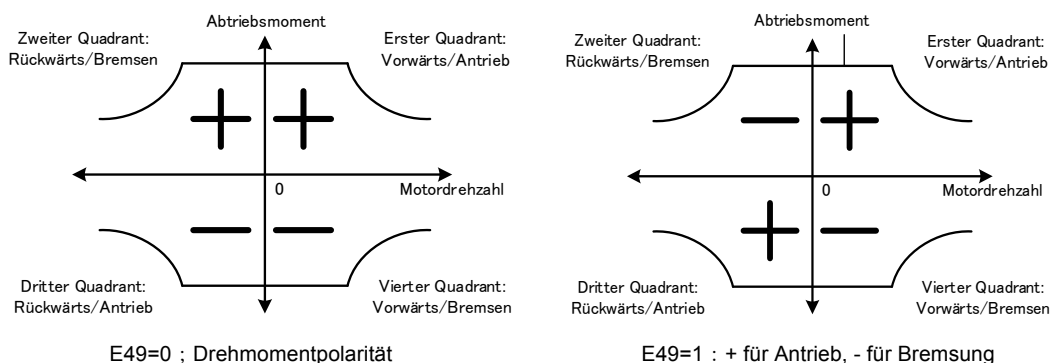 Abtriebsmoment
Zweiter Quadrant:
Rückwärts/Bremsen
Erster Quadrant:
Vorwärts/Antrieb
0
Motordrehzahl
Dritter Quadrant:
Rückwärts/Antrieb
Vierter Quadrant:
Vorwärts/Bremsen
E49=0 ; Drehmomentpolarität
Abtriebsmoment
Zweiter Quadrant:
Rückwärts/Bremsen
Erster Quadrant:
Vorwärts/Antrieb
0
Motordrehzahl
Dritter Quadrant:
Rückwärts/Antrieb
Vierter Quadrant:
Vorwärts/Bremsen
E49=1 : + für Antrieb, - für Bremsung